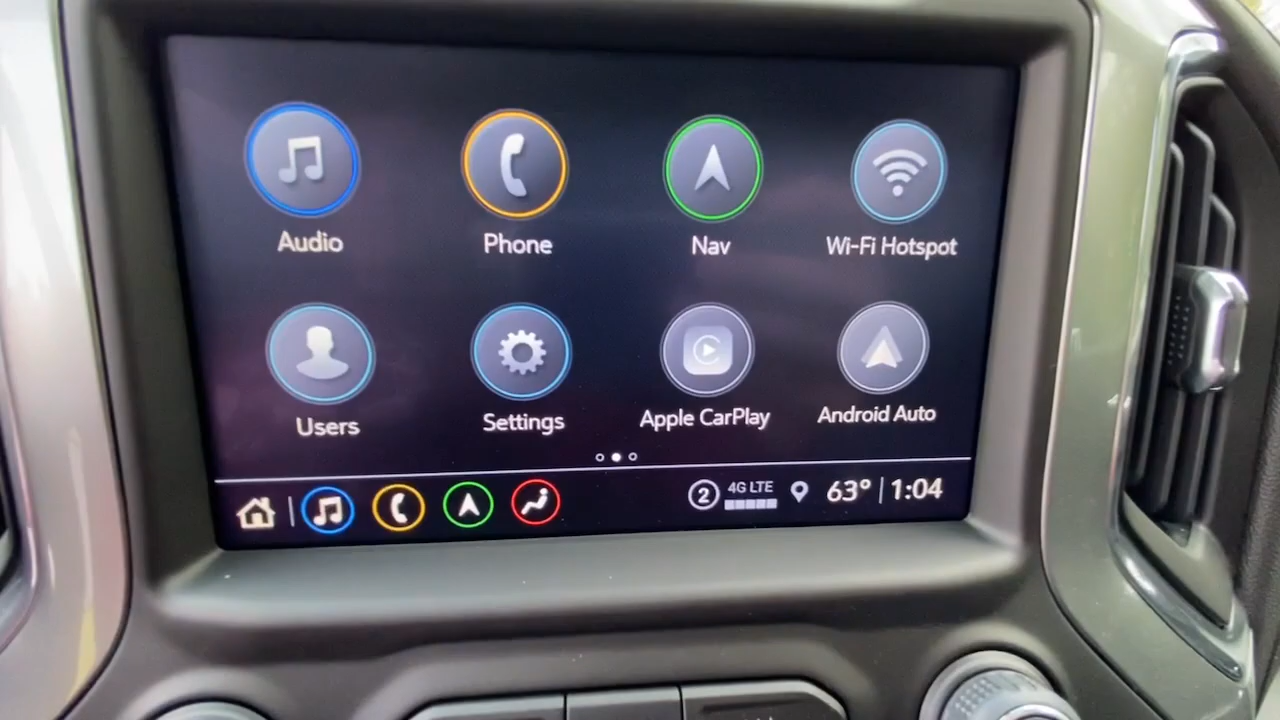 Audio Phone Nav Wi-Fi Hotspot
Users Settings Apple CarPlay Android Auto
2 4G LTE 63° 1:04